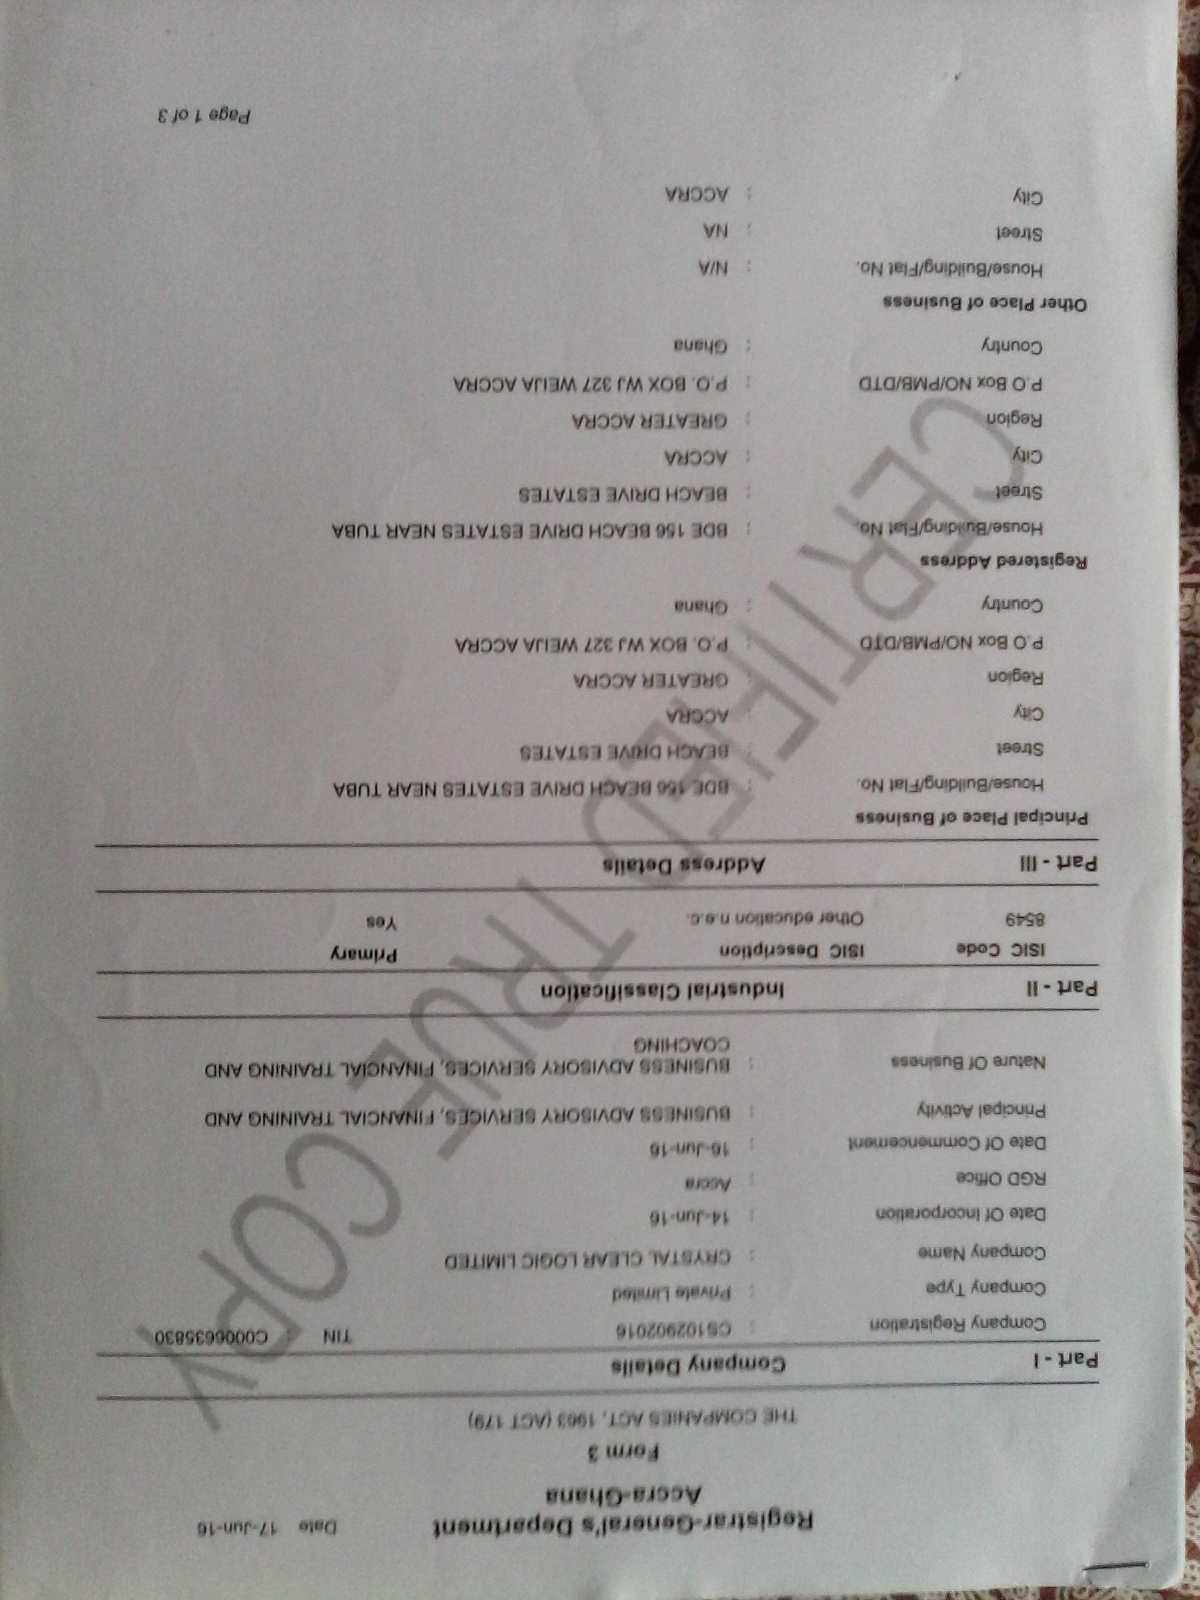 Registrar-General's Department
Date 17-Jun-16
Accra-Ghana
Form 3
THE COMPANIES ACT, 1963 (ACT 179)
Part - I Company Details
Company Registration : CS102902016 TIN : C0006635830
Company Type : Private Limited
Company Name : CRYSTAL CLEAR LOGIC LIMITED
Date Of Incorporation : 14-Jun-16
RGD Office : Accra
Date Of Commencement : 16-Jun-16
Principal Activity : BUSINESS ADVISORY SERVICES, FINANCIAL TRAINING AND
Nature Of Business : BUSINESS ADVISORY SERVICES, FINANCIAL TRAINING AND
COACHING
Part - II Industrial Classification
ISIC Code ISIC Description Primary
8549 Other education n.e.c. Yes
Part - III Address Details
Principal Place of Business
House/Building/Flat No. : BDE 156 BEACH DRIVE ESTATES NEAR TUBA
Street : BEACH DRIVE ESTATES
City : ACCRA
Region : GREATER ACCRA
P.O Box NO/PMB/DTD : P.O. BOX WJ 327 WEIJA ACCRA
Country : Ghana
Registered Address
House/Building/Flat No. : BDE 156 BEACH DRIVE ESTATES NEAR TUBA
Street : BEACH DRIVE ESTATES
City : ACCRA
Region : GREATER ACCRA
P.O Box NO/PMB/DTD : P.O. BOX WJ 327 WEIJA ACCRA
Country : Ghana
Other Place of Business
House/Building/Flat No. : N/A
Street : NA
City : ACCRA
Page 1 of 3
CERTIFIED TRUE COPY